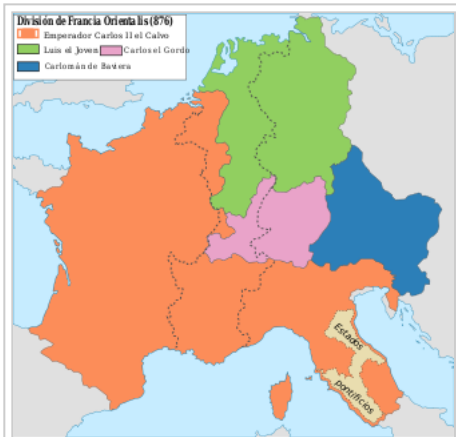 División de Francia Orientalis (876)
Emperador Carlos II el Calvo
Luis el Joven
Carlos el Gordo
Carlomán de Baviera
Estados
pontificios